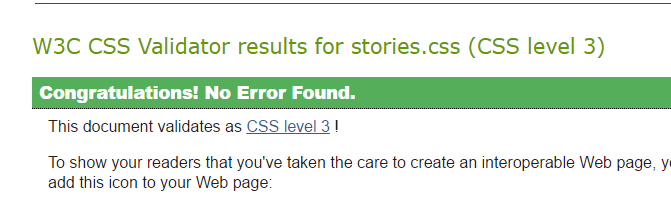 W3C CSS Validator results for stories.css (CSS level 3)
Congratulations! No Error Found.
This document validates as CSS level 3 !
To show your readers that you've taken the care to create an interoperable Web page,
add this icon to your Web page: